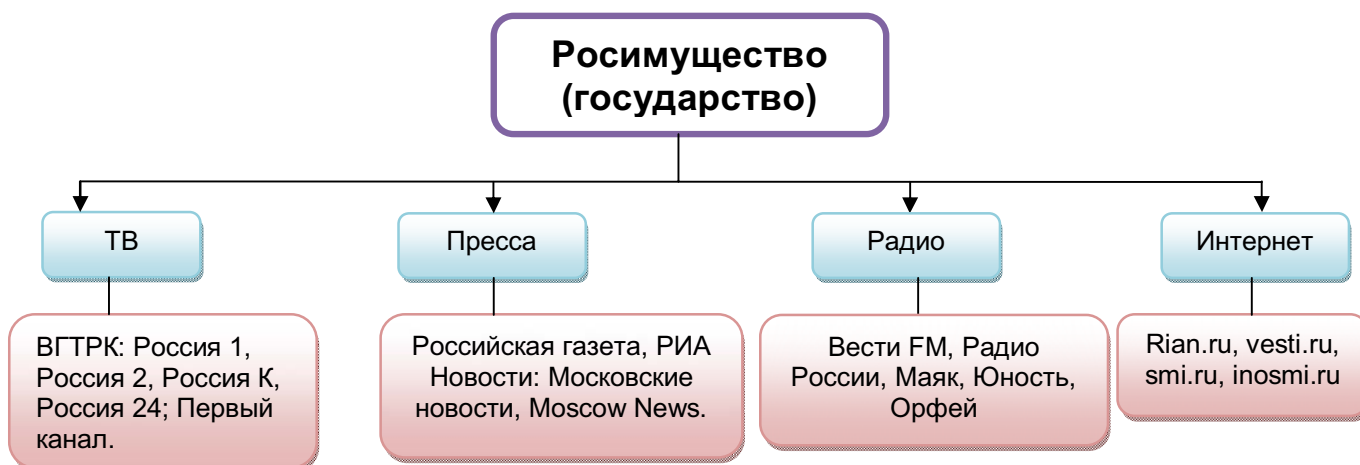 Росимущество
(государство)
ТВ
Пресса
Радио
Интернет
ВГТРК: Россия 1,
Россия 2, Россия К,
Россия 24; Первый
канал.
Российская газета, РИА
Новости: Московские
новости, Moscow News.
Вести FM, Радио
России, Маяк, Юность,
Орфей
Rian.ru, vesti.ru,
smi.ru, inosmi.ru